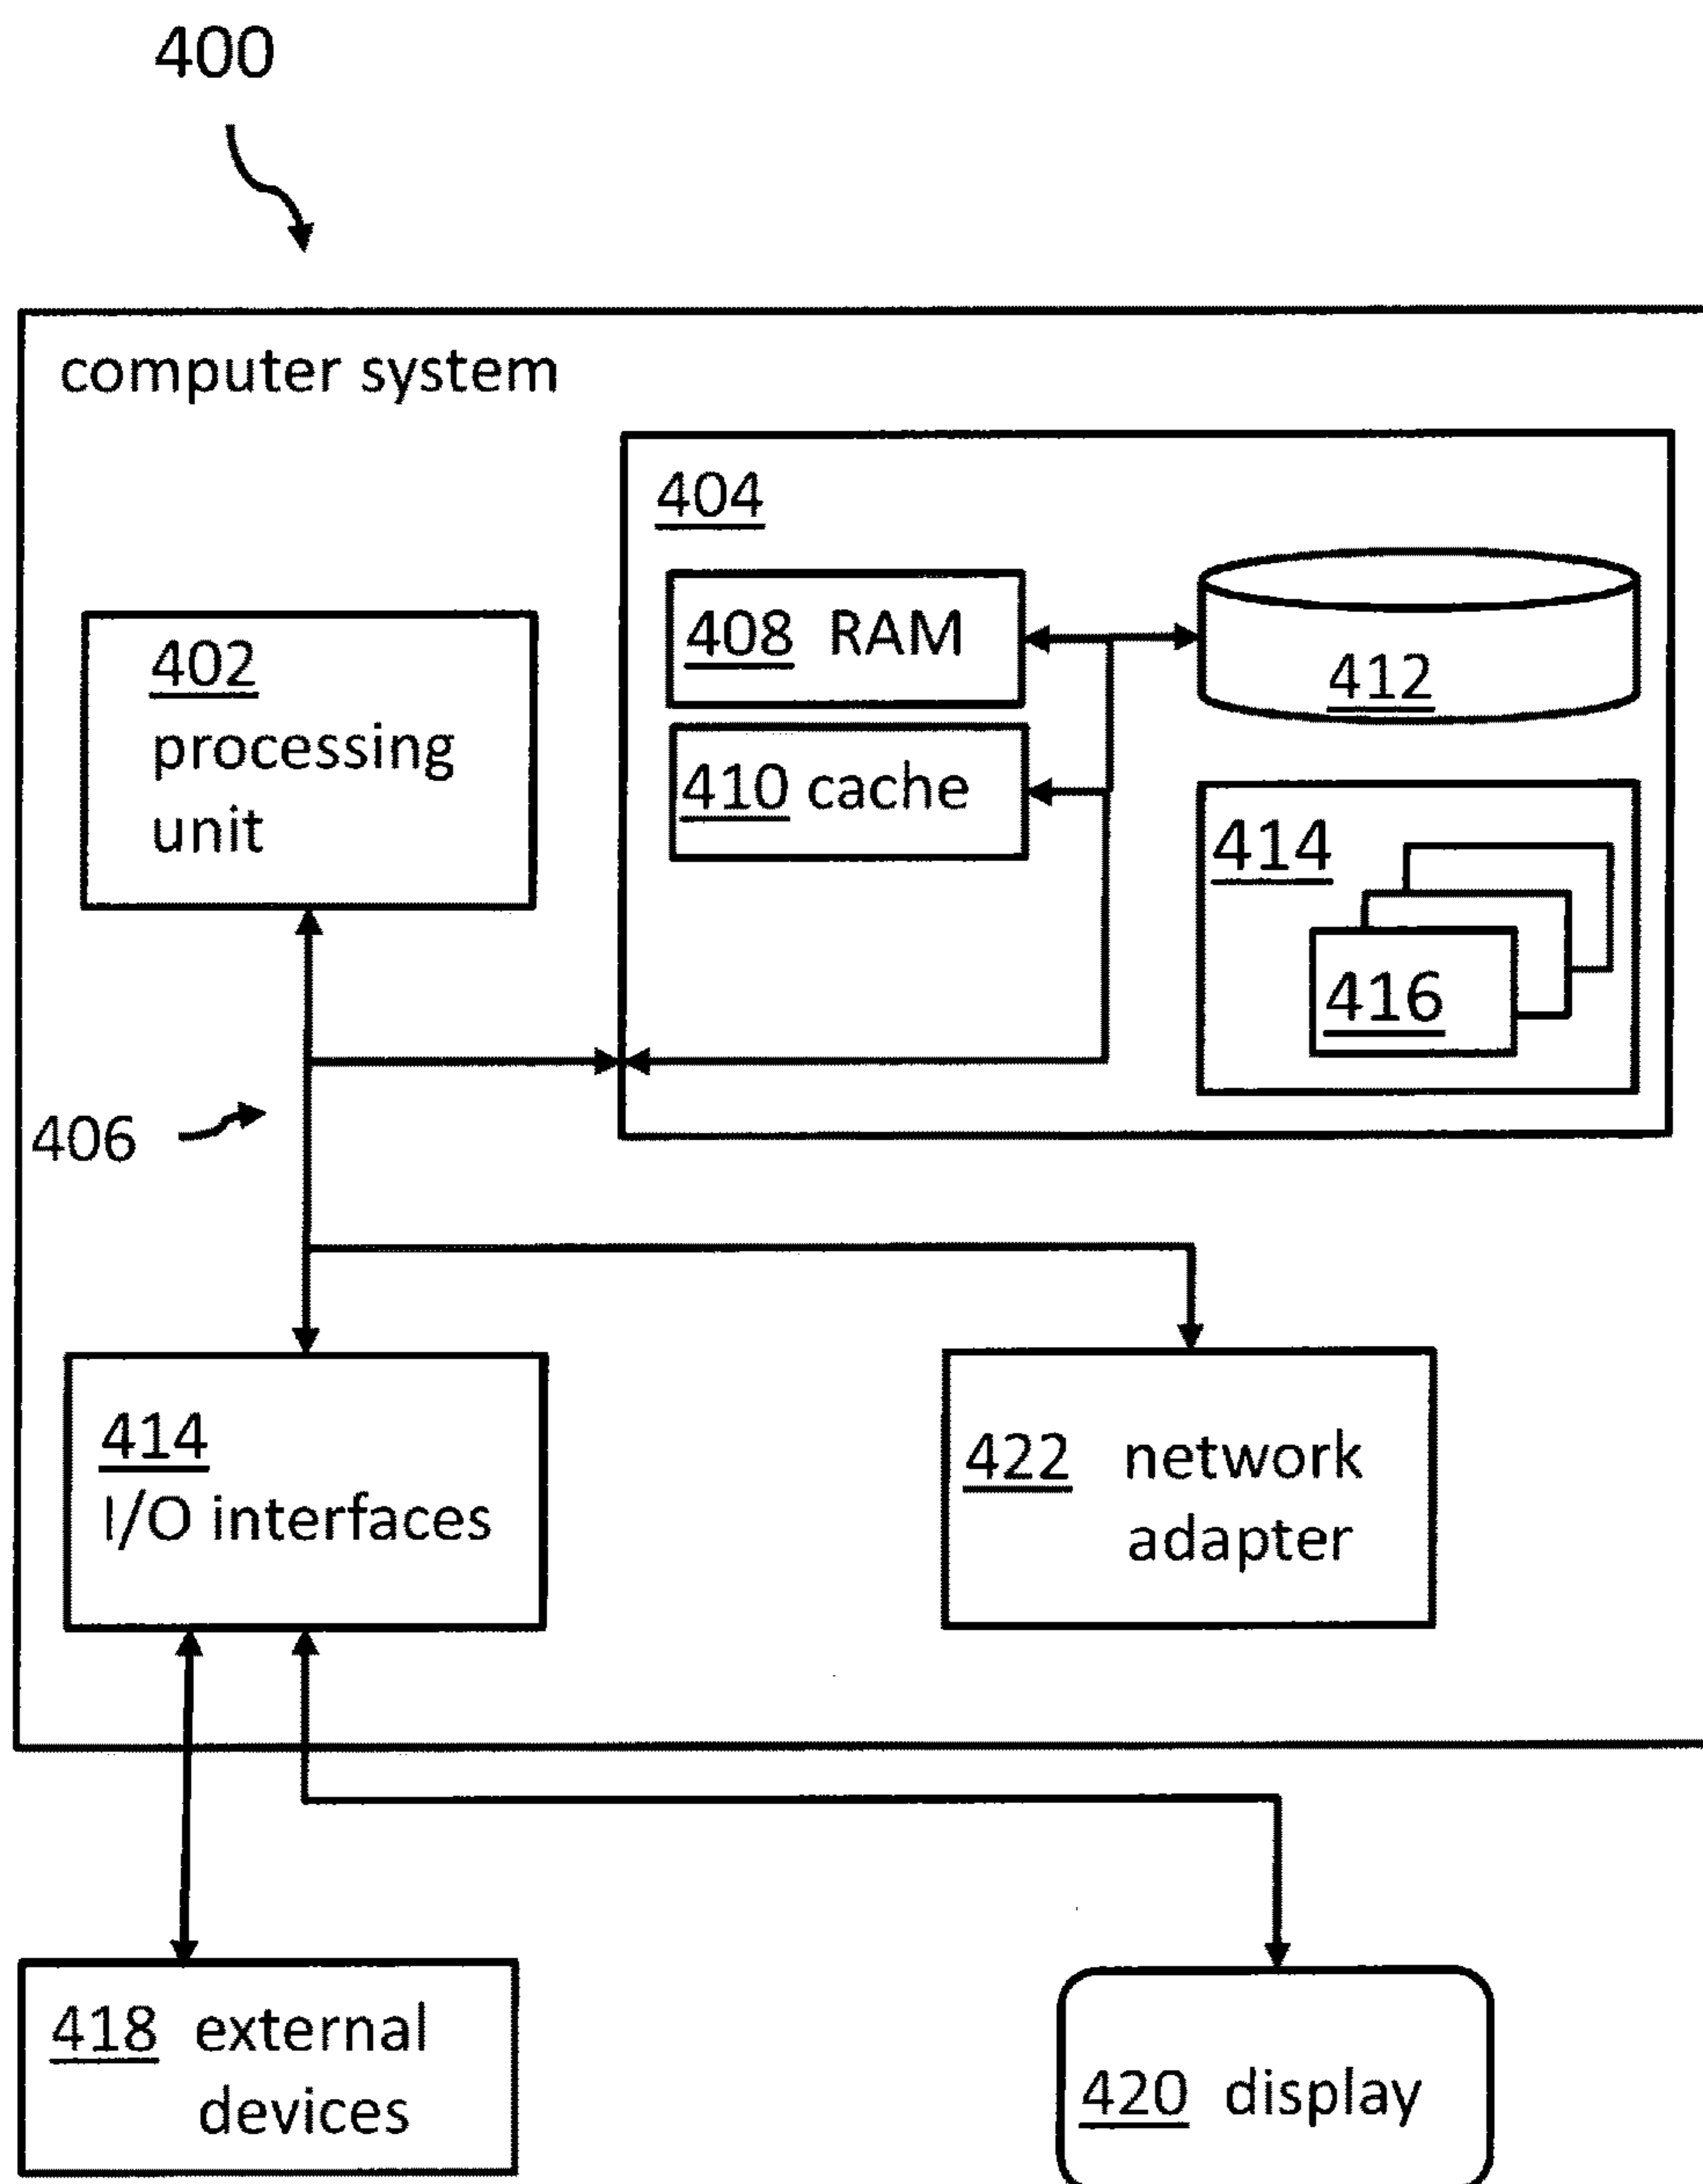 400
computer system
404
408 RAM
412
402
processing
unit
410 cache
414
416
406
414
I/O interfaces
422 network
adapter
418 external
devices
420 display